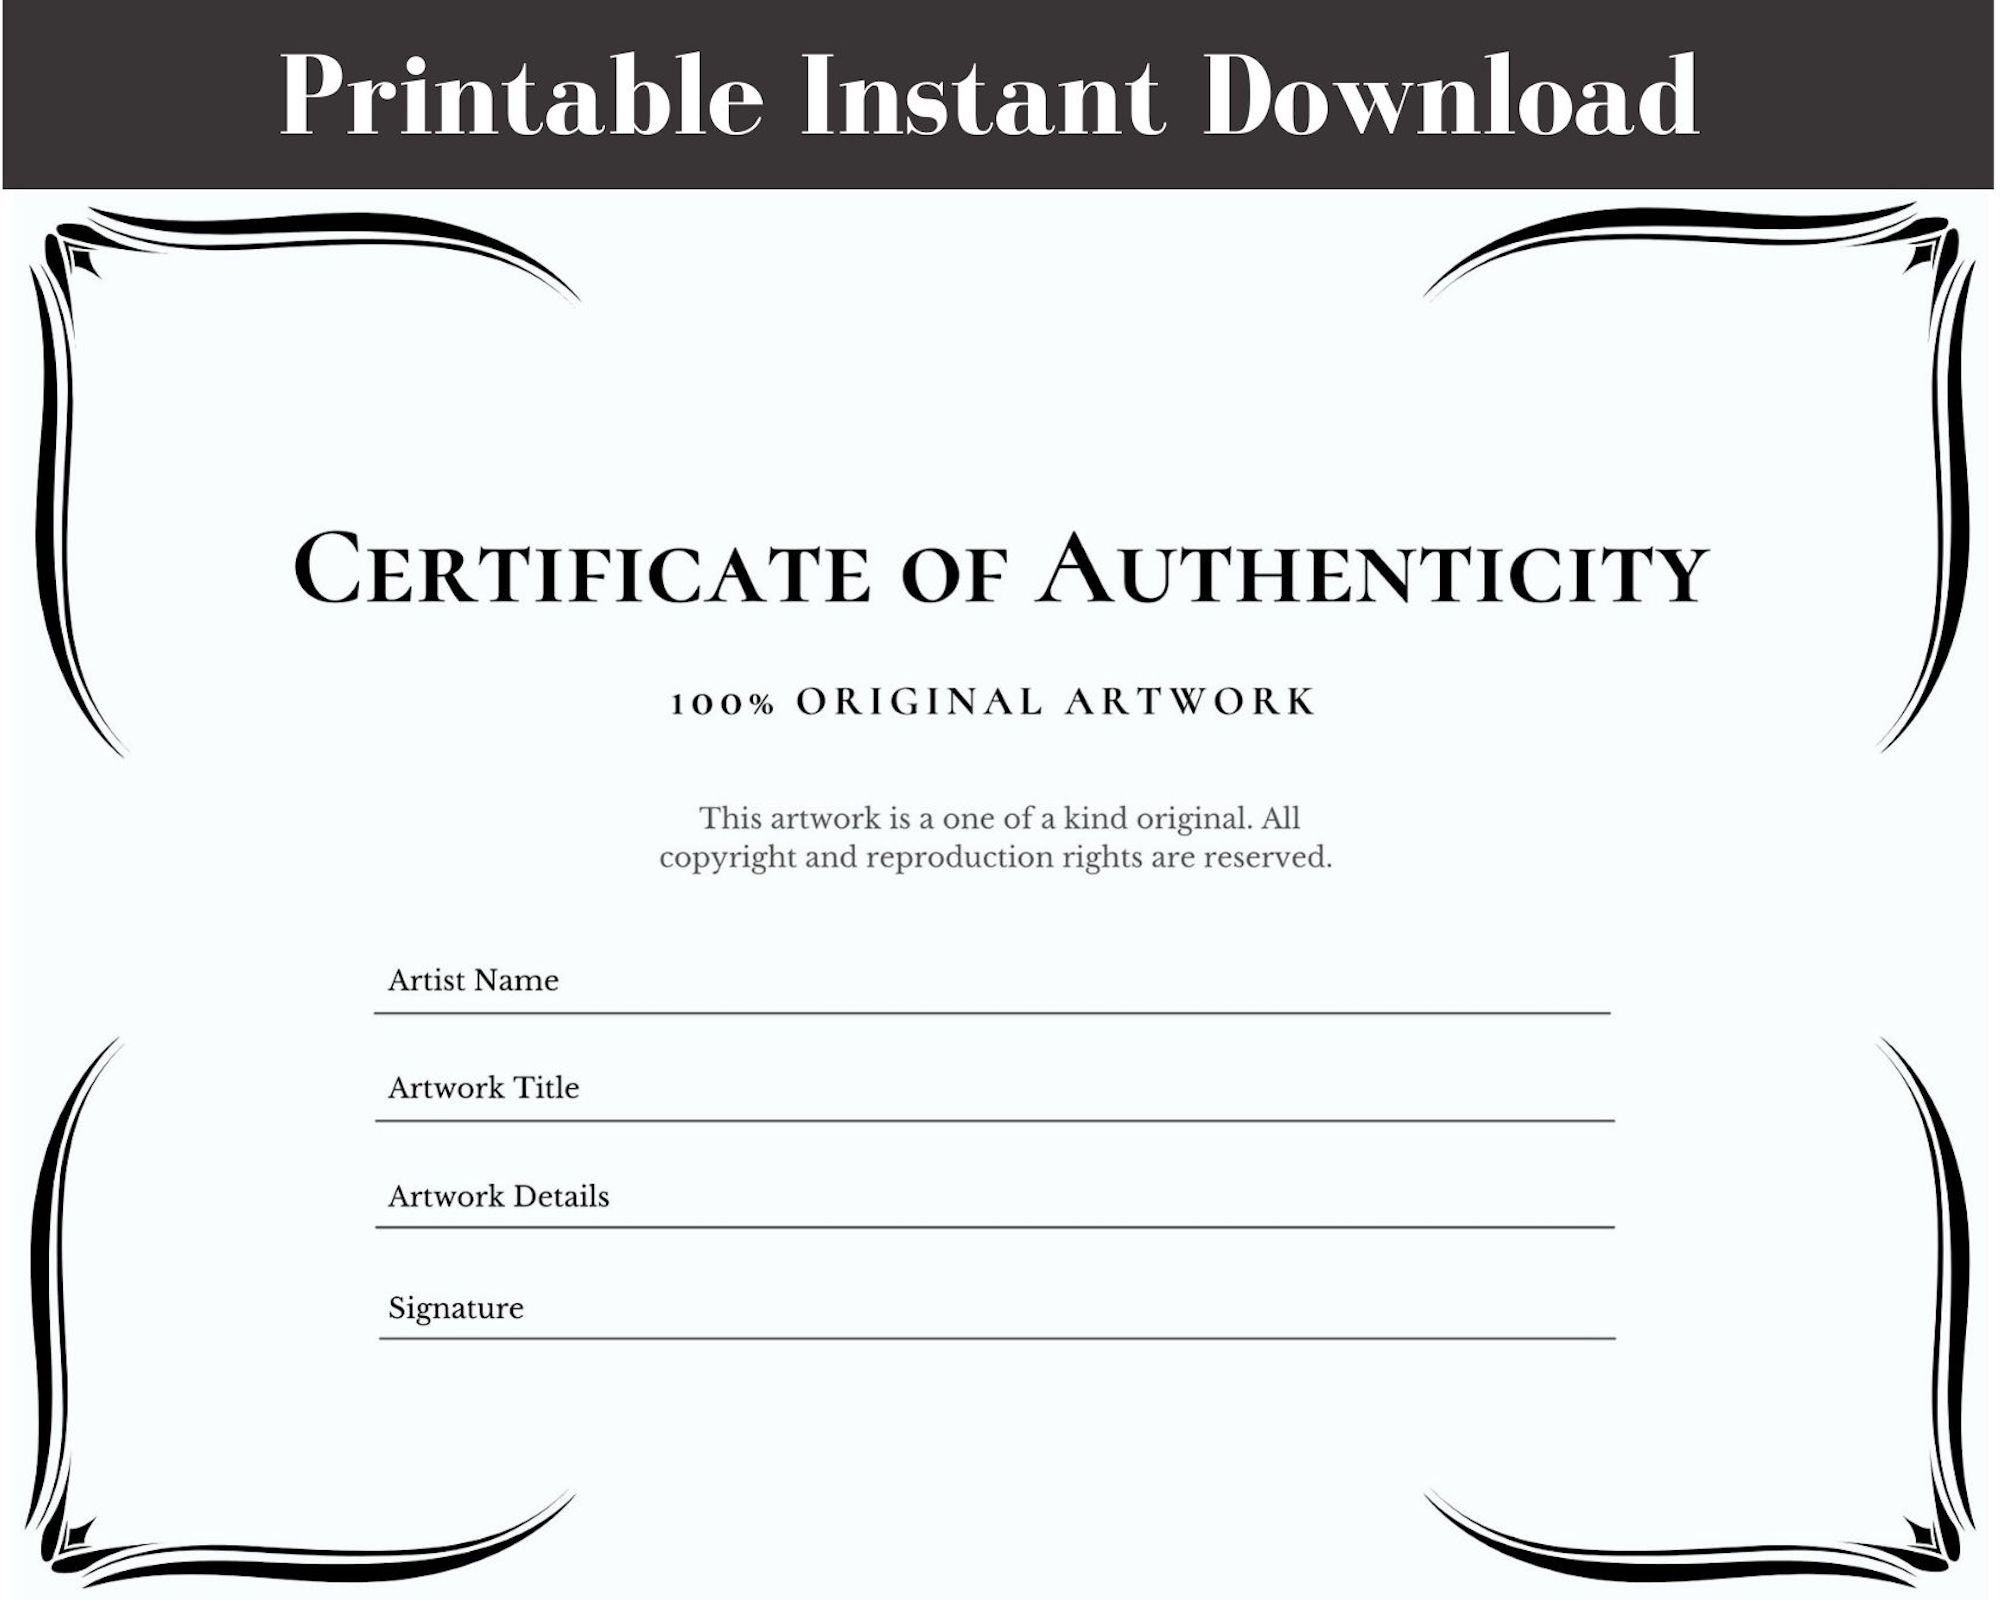 Printable Instant Download
Certificate of Authenticity
100% ORIGINAL ARTWORK
This artwork is a one of a kind original. All
copyright and reproduction rights are reserved.
Artist Name
Artwork Title
Artwork Details
Signature